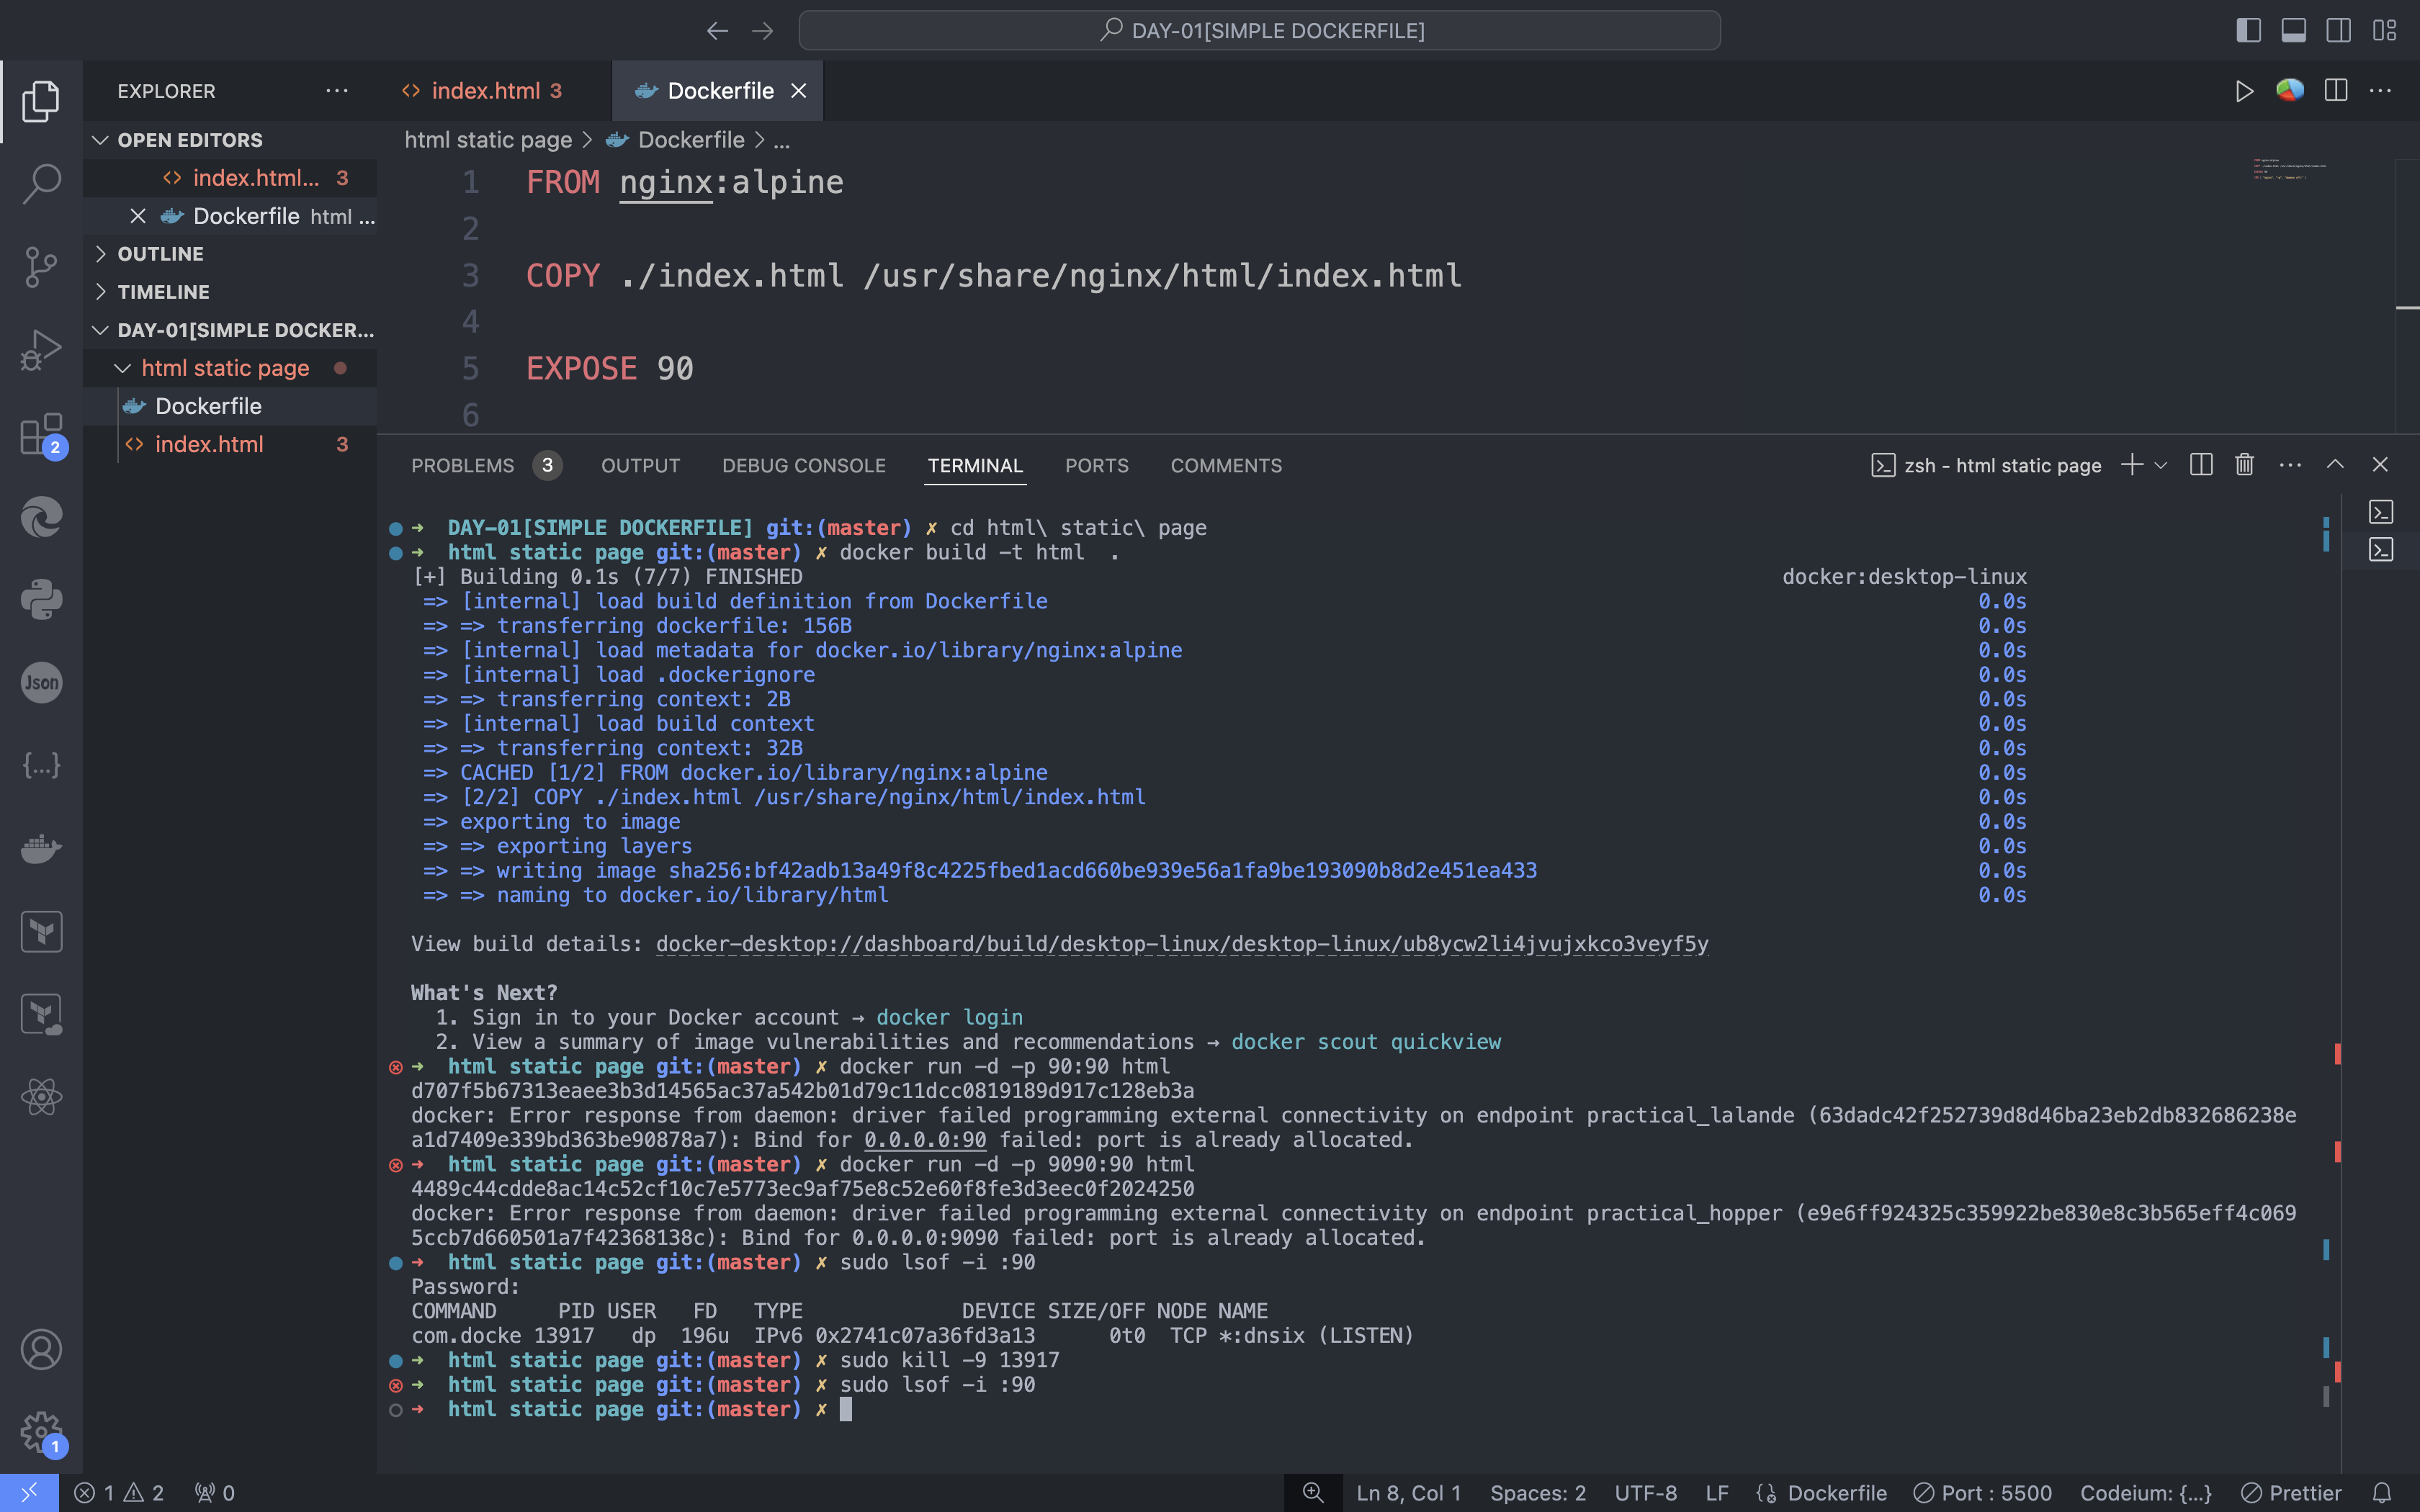 DAY-01[SIMPLE DOCKERFILE]
EXPLORER
index.html 3
Dockerfile
OPEN EDITORS
index.html... 3
Dockerfile html ...
OUTLINE
TIMELINE
DAY-01[SIMPLE DOCKER...
html static page
Dockerfile
index.html 3
2
Json
{...}
1
html static page > Dockerfile > ...
1 FROM nginx:alpine
2
3 COPY ./index.html /usr/share/nginx/html/index.html
4
5 EXPOSE 90
6
PROBLEMS 3 OUTPUT DEBUG CONSOLE TERMINAL PORTS COMMENTS
zsh - html static page
➜ DAY-01[SIMPLE DOCKERFILE] git:(master) ✗ cd html\ static\ page
➜ html static page git:(master) ✗ docker build -t html  .
[+] Building 0.1s (7/7) FINISHED docker:desktop-linux
=> [internal] load build definition from Dockerfile 0.0s
=> => transferring dockerfile: 156B 0.0s
=> [internal] load metadata for docker.io/library/nginx:alpine 0.0s
=> [internal] load .dockerignore 0.0s
=> => transferring context: 2B 0.0s
=> [internal] load build context 0.0s
=> => transferring context: 32B 0.0s
=> CACHED [1/2] FROM docker.io/library/nginx:alpine 0.0s
=> [2/2] COPY ./index.html /usr/share/nginx/html/index.html 0.0s
=> exporting to image 0.0s
=> => exporting layers 0.0s
=> => writing image sha256:bf42adb13a49f8c4225fbed1acd660be939e56a1fa9be193090b8d2e451ea433 0.0s
=> => naming to docker.io/library/html 0.0s
View build details: docker-desktop://dashboard/build/desktop-linux/desktop-linux/ub8ycw2li4jvujxkco3veyf5y
What's Next?
1. Sign in to your Docker account → docker login
2. View a summary of image vulnerabilities and recommendations → docker scout quickview
➜ html static page git:(master) ✗ docker run -d -p 90:90 html
d707f5b67313eaee3b3d14565ac37a542b01d79c11dcc0819189d917c128eb3a
docker: Error response from daemon: driver failed programming external connectivity on endpoint practical_lalande (63dadc42f252739d8d46ba23eb2db832686238e
a1d7409e339bd363be90878a7): Bind for 0.0.0.0:90 failed: port is already allocated.
➜ html static page git:(master) ✗ docker run -d -p 9090:90 html
4489c44cdde8ac14c52cf10c7e5773ec9af75e8c52e60f8fe3d3eec0f2024250
docker: Error response from daemon: driver failed programming external connectivity on endpoint practical_hopper (e9e6ff924325c359922be830e8c3b565eff4c069
5ccb7d660501a7f42368138c): Bind for 0.0.0.0:9090 failed: port is already allocated.
➜ html static page git:(master) ✗ sudo lsof -i :90
Password:
COMMAND PID USER FD TYPE DEVICE SIZE/OFF NODE NAME
com.docke 13917 dp 196u IPv6 0x2741c07a36fd3a13 0t0 TCP *:dnsix (LISTEN)
➜ html static page git:(master) ✗ sudo kill -9 13917
➜ html static page git:(master) ✗ sudo lsof -i :90
➜ html static page git:(master) ✗
1 2 0 Ln 8, Col 1 Spaces: 2 UTF-8 LF Dockerfile Port : 5500 Codeium: {...} Prettier